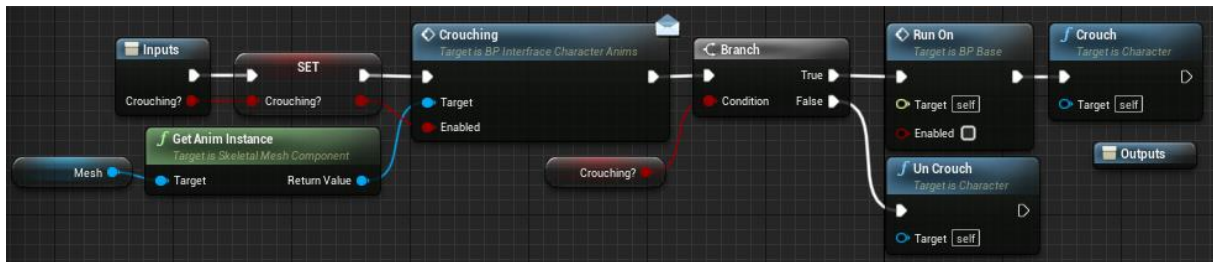 Inputs
Crouching?
SET
Crouching?
Mesh
Get Anim Instance
Target is Skeletal Mesh Component
Target
Return Value
Crouching
Target is BP Interfrace Character Anims
Target
Enabled
Crouching?
Branch
True
Condition
False
Run On
Target is BP Base
Target self
Enabled
Crouch
Target is Character
Target self
Un Crouch
Target is Character
Target self
Outputs